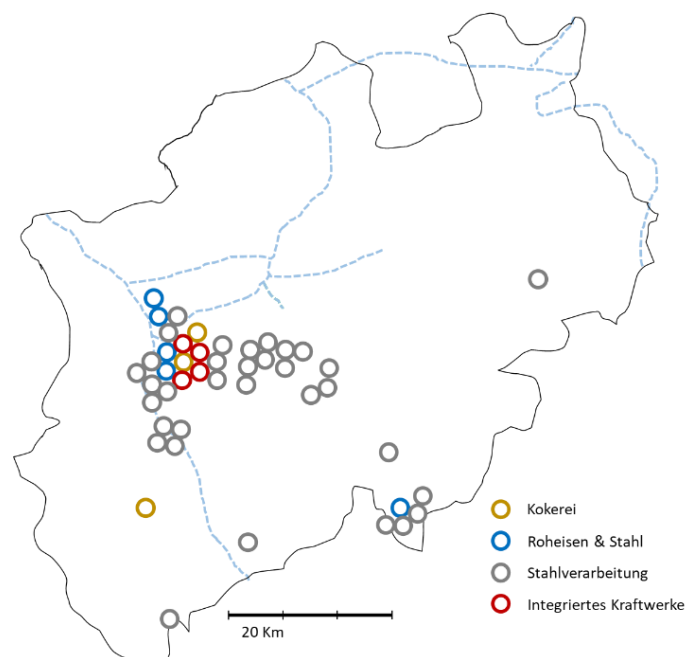 Kokerei
Roheisen & Stahl
Stahlverarbeitung
Integriertes Kraftwerke
20 Km